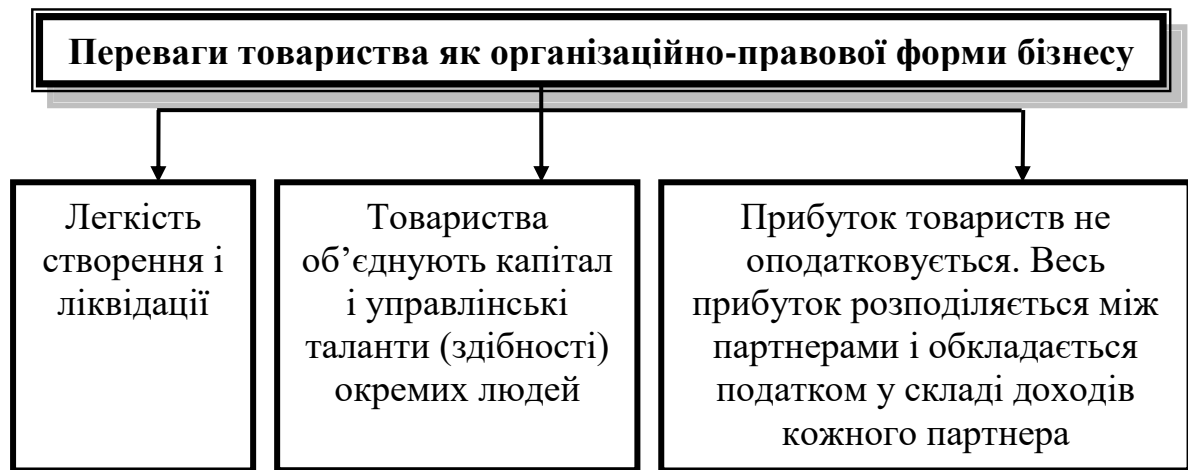 Переваги товариства як організаційно-правової форми бізнесу
Легкість
створення і
ліквідації
Товариства
об’єднують капітал
і управлінські
таланти (здібності)
окремих людей
Прибуток товариств не
оподатковується. Весь
прибуток розподіляється між
партнерами і обкладається
податком у складі доходів
кожного партнера